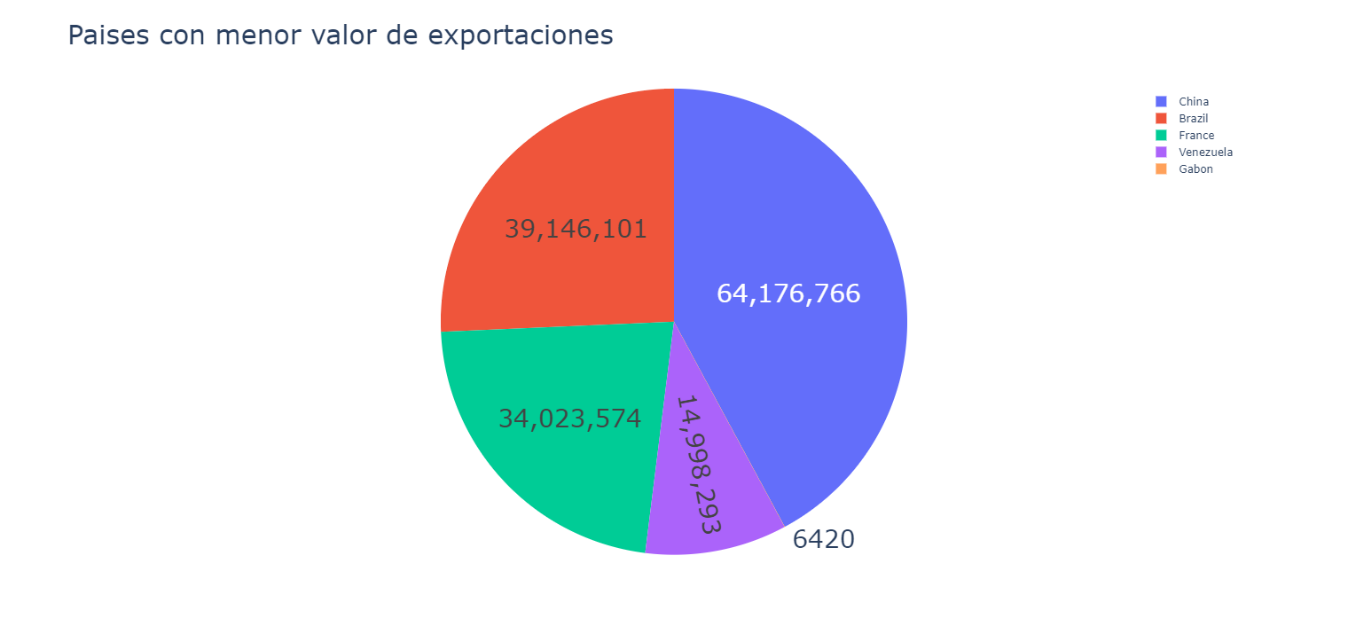 Paises con menor valor de exportaciones
China
Brazil
France
Venezuela
Gabon
39,146,101
64,176,766
34,023,574
14,998,293
6420